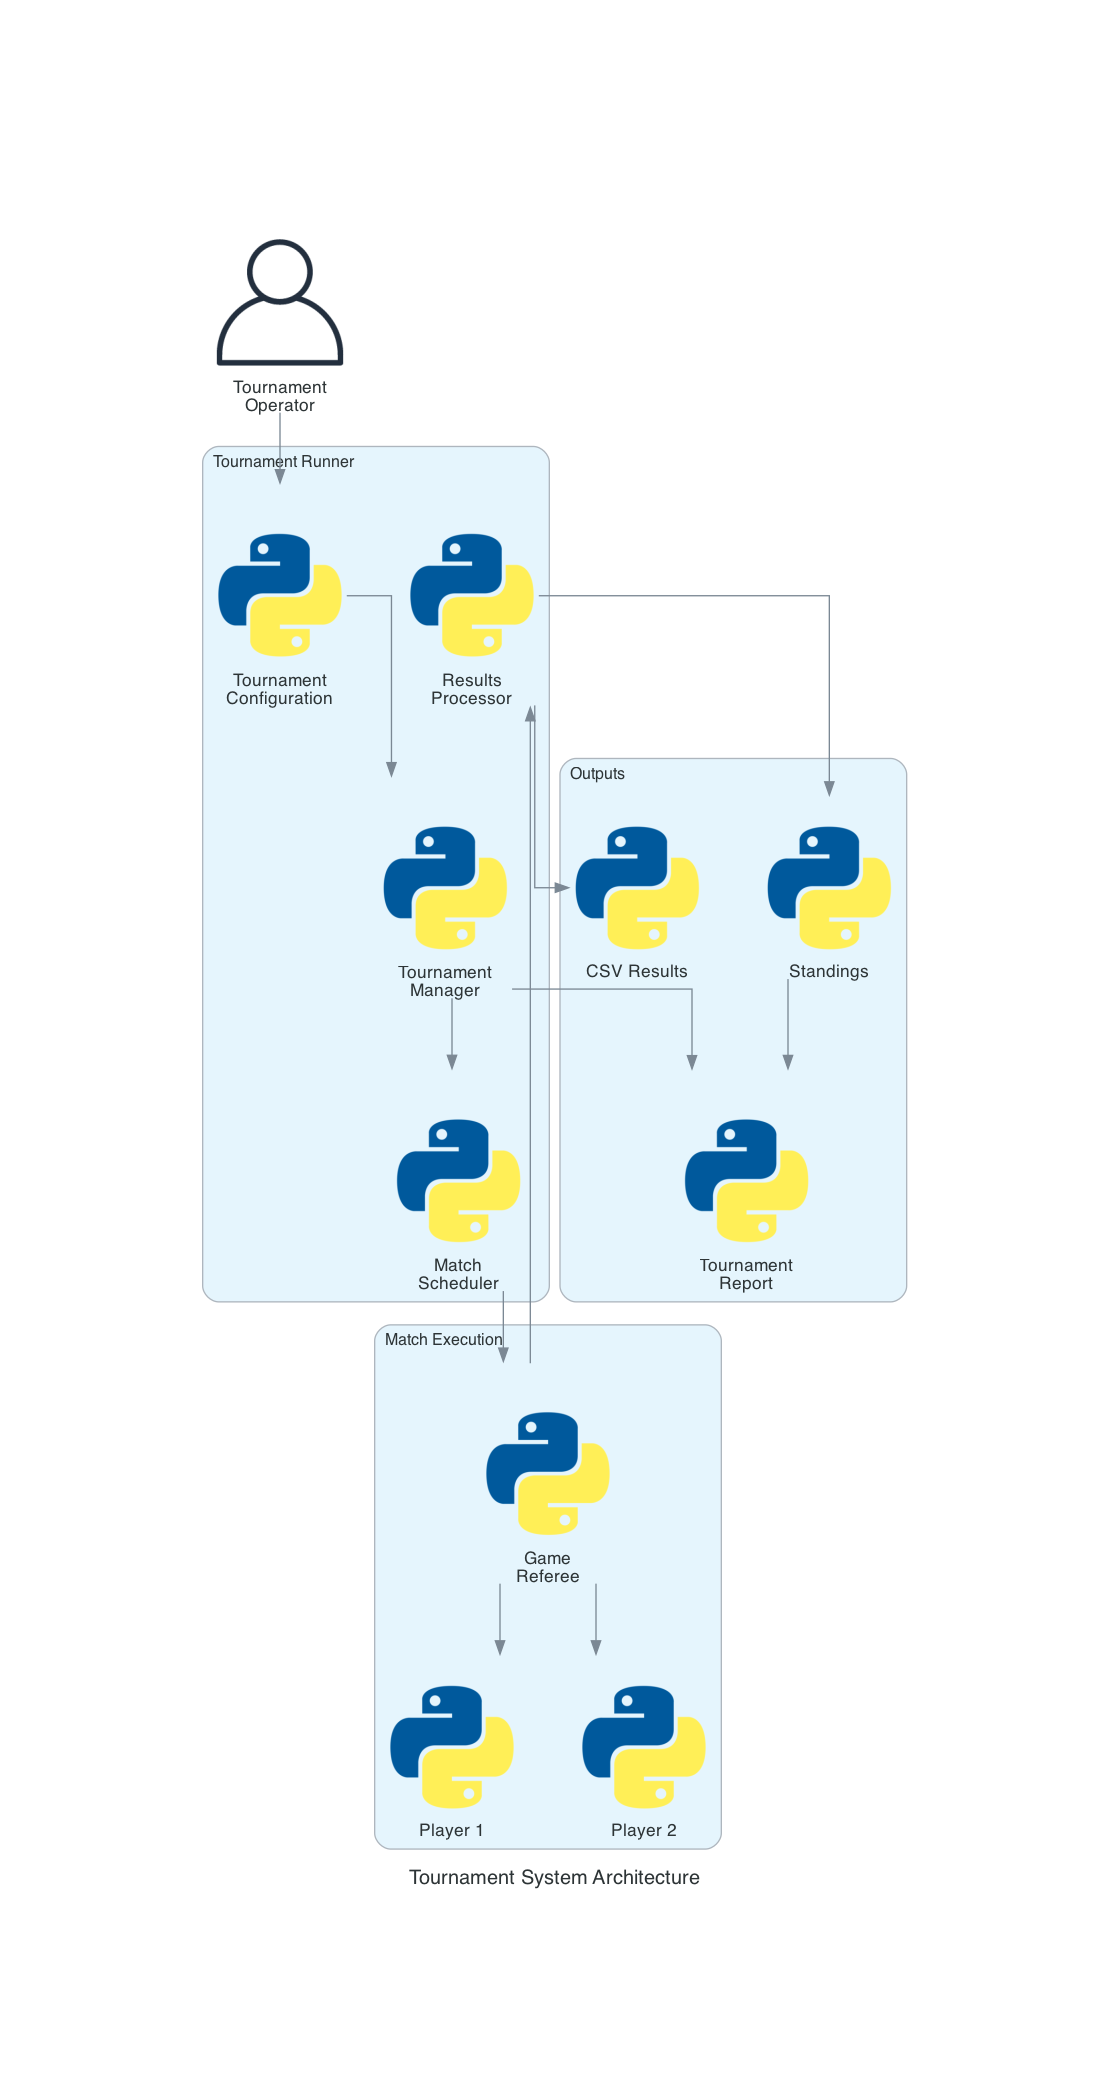 Tournament
Operator
Tournament Runner
Tournament
Configuration
Results
Processor
Outputs
Tournament
Manager
CSV Results
Standings
Match
Scheduler
Tournament
Report
Match Execution
Game
Referee
Player 1
Player 2
Tournament System Architecture